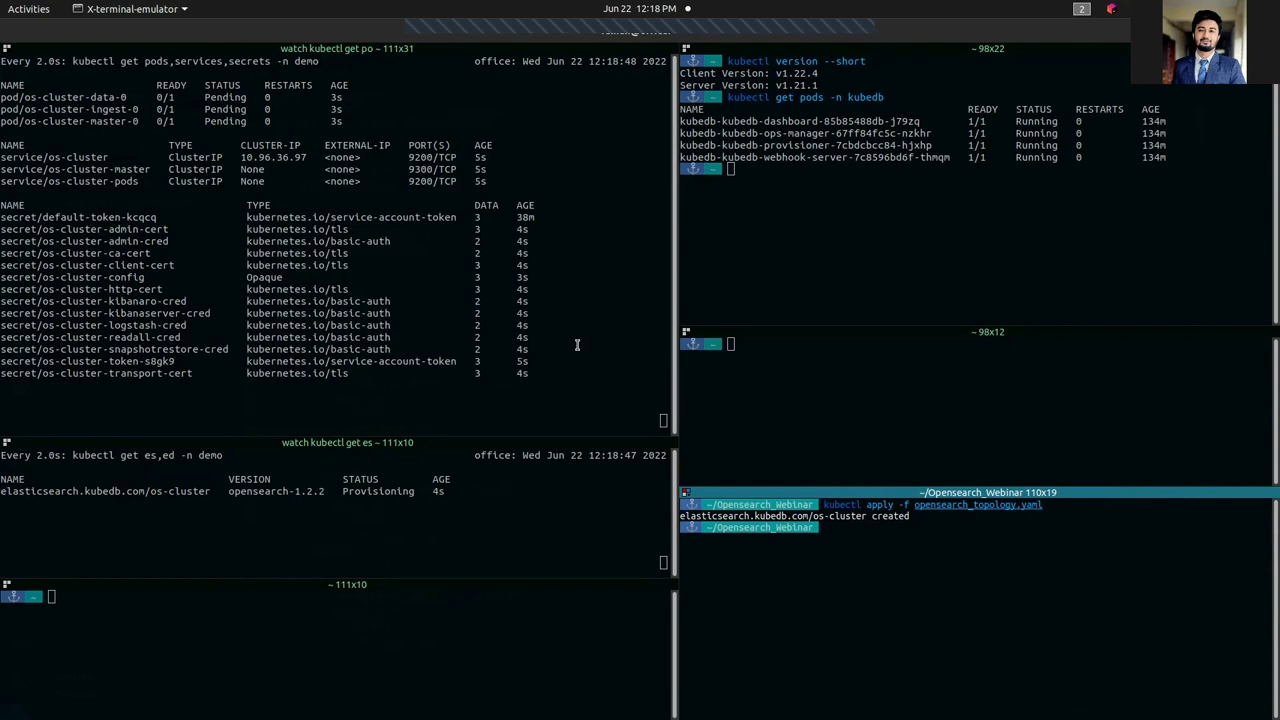 Activities
X-terminal-emulator
Jun 22 12:18 PM
2
watch kubectl get po ~ 111x31
Every 2.0s: kubectl get pods,services,secrets -n demo office: Wed Jun 22 12:18:48 2022
NAME READY STATUS RESTARTS AGE
pod/os-cluster-data-0 0/1 Pending 0 3s
pod/os-cluster-ingest-0 0/1 Pending 0 3s
pod/os-cluster-master-0 0/1 Pending 0 3s
NAME TYPE CLUSTER-IP EXTERNAL-IP PORT(S) AGE
service/os-cluster ClusterIP 10.96.36.97 <none> 9200/TCP 5s
service/os-cluster-master ClusterIP None <none> 9300/TCP 5s
service/os-cluster-pods ClusterIP None <none> 9200/TCP 5s
NAME TYPE DATA AGE
secret/default-token-kcqcq kubernetes.io/service-account-token 3 38m
secret/os-cluster-admin-cert kubernetes.io/tls 3 4s
secret/os-cluster-admin-cred kubernetes.io/basic-auth 2 4s
secret/os-cluster-ca-cert kubernetes.io/tls 2 4s
secret/os-cluster-client-cert kubernetes.io/tls 3 4s
secret/os-cluster-config Opaque 3 3s
secret/os-cluster-http-cert kubernetes.io/tls 3 4s
secret/os-cluster-kibanaro-cred kubernetes.io/basic-auth 2 4s
secret/os-cluster-kibanaserver-cred kubernetes.io/basic-auth 2 4s
secret/os-cluster-logstash-cred kubernetes.io/basic-auth 2 4s
secret/os-cluster-readall-cred kubernetes.io/basic-auth 2 4s
secret/os-cluster-snapshotrestore-cred kubernetes.io/basic-auth 2 4s
secret/os-cluster-token-s8gk9 kubernetes.io/service-account-token 3 5s
secret/os-cluster-transport-cert kubernetes.io/tls 3 4s
watch kubectl get es ~ 111x10
Every 2.0s: kubectl get es,ed -n demo office: Wed Jun 22 12:18:47 2022
NAME VERSION STATUS AGE
elasticsearch.kubedb.com/os-cluster opensearch-1.2.2 Provisioning 4s
~ 111x10
~
~ 98x22
~ kubectl version --short
Client Version: v1.22.4
Server Version: v1.21.1
~ kubectl get pods -n kubedb
NAME READY STATUS RESTARTS AGE
kubedb-kubedb-dashboard-85b85488db-j79zq 1/1 Running 0 134m
kubedb-kubedb-ops-manager-67ff84fc5c-nzkhr 1/1 Running 0 134m
kubedb-kubedb-provisioner-7cbdcbcc84-hjxhp 1/1 Running 0 134m
kubedb-kubedb-webhook-server-7c8596bd6f-thmqm 1/1 Running 0 134m
~
~ 98x12
~
~/Opensearch_Webinar 110x19
~/Opensearch_Webinar kubectl apply -f opensearch_topology.yaml
elasticsearch.kubedb.com/os-cluster created
~/Opensearch_Webinar